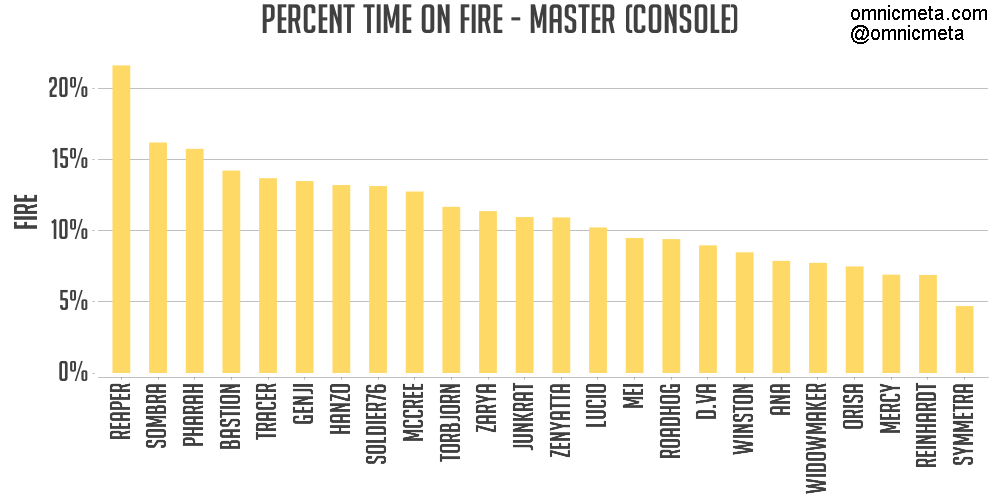 PERCENT TIME ON FIRE - MASTER (CONSOLE)
omnicmeta.com
@omnicmeta
FIRE
20%
15%
10%
5%
0%
REAPER
SOMBRA
PHARAH
BASTION
TRACER
GENJI
HANZO
SOLDIER76
MCCREE
TORBJORN
ZARYA
JUNKRAT
ZENYATTA
LUCIO
MEI
ROADHOG
D.VA
WINSTON
ANA
WIDOWMAKER
ORISA
MERCY
REINHARDT
SYMMETRA